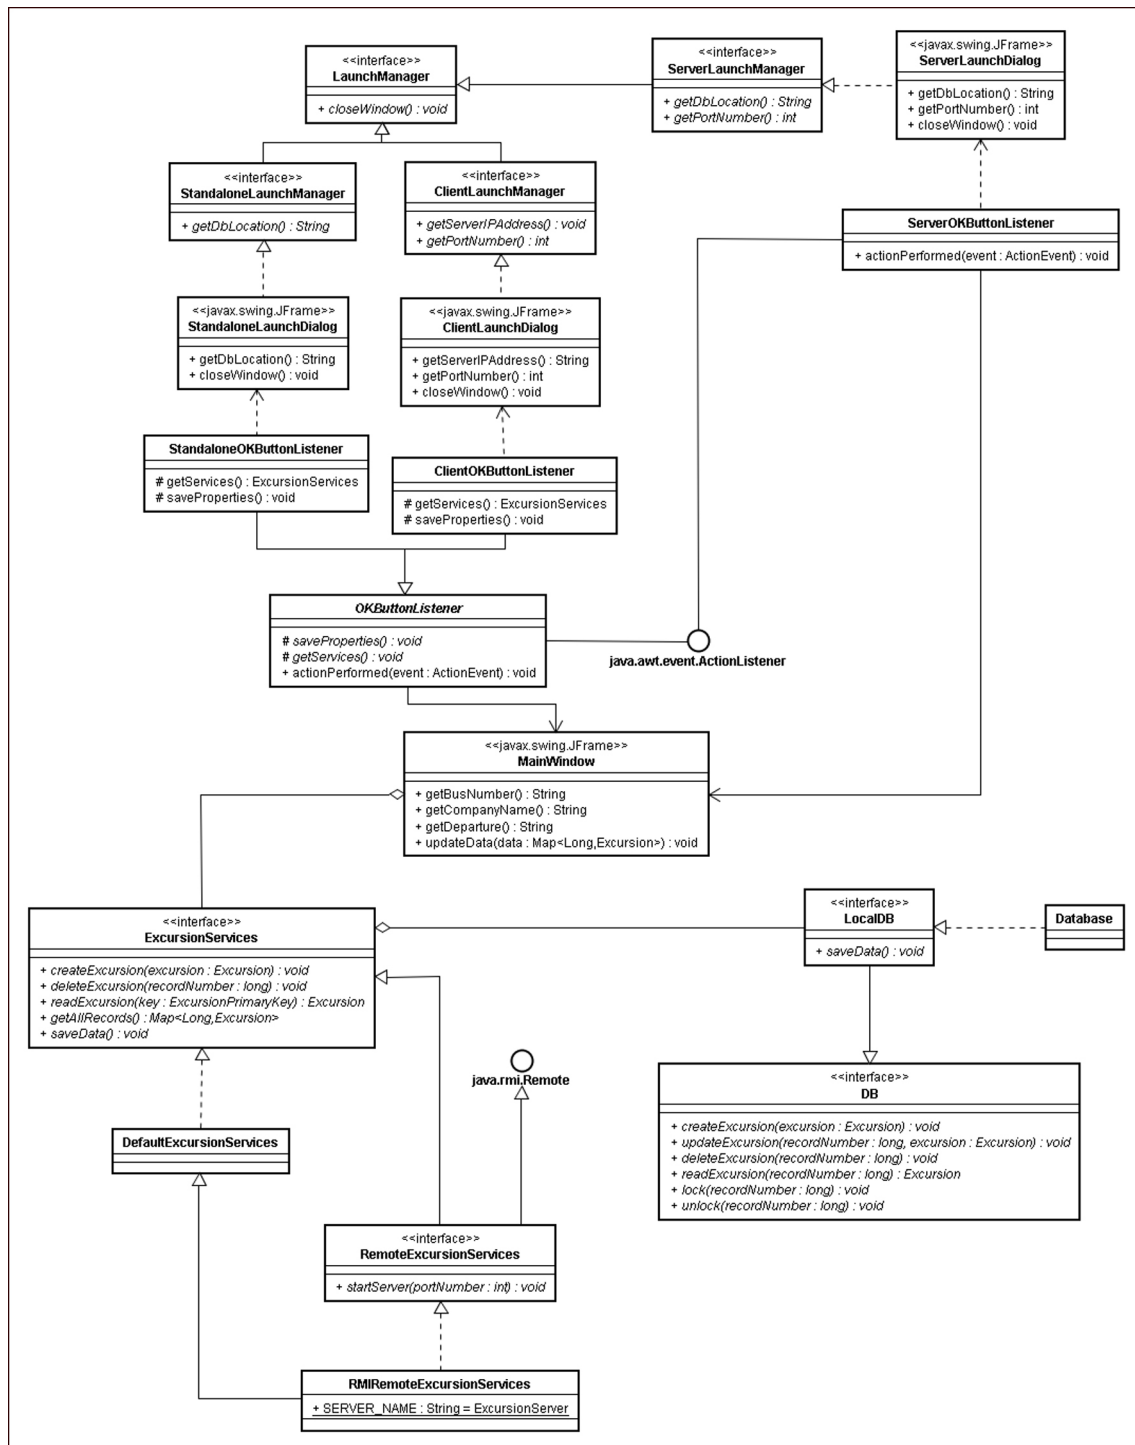 <<interface>>
LaunchManager
+ closeWindow() : void
<<interface>>
ServerLaunchManager
+ getDbLocation() : String
+ getPortNumber() : int
<<javax.swing.JFrame>>
ServerLaunchDialog
+ getDbLocation() : String
+ getPortNumber() : int
+ closeWindow() : void
<<interface>>
StandaloneLaunchManager
+ getDbLocation() : String
<<interface>>
ClientLaunchManager
+ getServerIPAddress() : void
+ getPortNumber() : int
ServerOKButtonListener
+ actionPerformed(event : ActionEvent) : void
<<javax.swing.JFrame>>
StandaloneLaunchDialog
+ getDbLocation() : String
+ closeWindow() : void
<<javax.swing.JFrame>>
ClientLaunchDialog
+ getServerIPAddress() : String
+ getPortNumber() : int
+ closeWindow() : void
StandaloneOKButtonListener
# getServices() : ExcursionServices
# saveProperties() : void
ClientOKButtonListener
# getServices() : ExcursionServices
# saveProperties() : void
OKButtonListener
# saveProperties() : void
# getServices() : void
+ actionPerformed(event : ActionEvent) : void
java.awt.event.ActionListener
<<javax.swing.JFrame>>
MainWindow
+ getBusNumber() : String
+ getCompanyName() : String
+ getDeparture() : String
+ updateData(data : Map<Long,Excursion>) : void
<<interface>>
ExcursionServices
+ createExcursion(excursion : Excursion) : void
+ deleteExcursion(recordNumber : long) : void
+ readExcursion(key : ExcursionPrimaryKey) : Excursion
+ getAllRecords() : Map<Long,Excursion>
+ saveData() : void
<<interface>>
LocalDB
+ saveData() : void
Database
java.rmi.Remote
<<interface>>
DB
+ createExcursion(excursion : Excursion) : void
+ updateExcursion(recordNumber : long, excursion : Excursion) : void
+ deleteExcursion(recordNumber : long) : void
+ readExcursion(recordNumber : long) : Excursion
+ lock(recordNumber : long) : void
+ unlock(recordNumber : long) : void
DefaultExcursionServices
<<interface>>
RemoteExcursionServices
+ startServer(portNumber : int) : void
RMIRemoteExcursionServices
+ SERVER_NAME : String = ExcursionServer